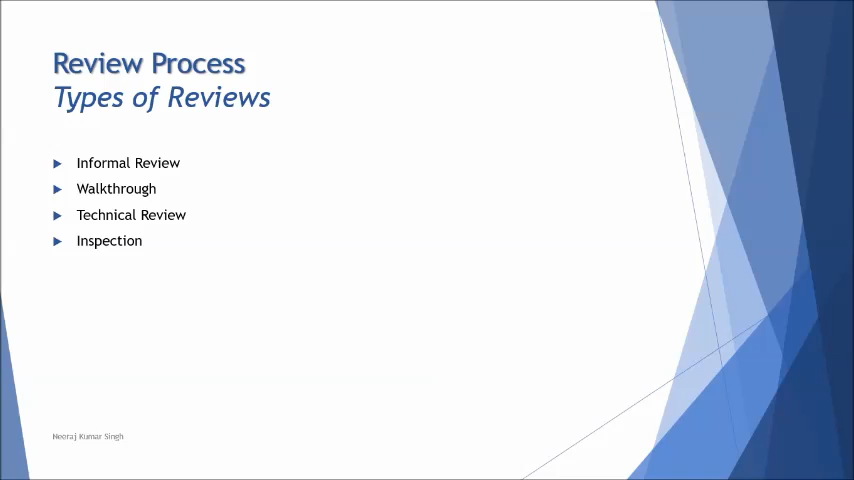 Review Process
Types of Reviews
Informal Review
Walkthrough
Technical Review
Inspection
Neeraj Kumar Singh